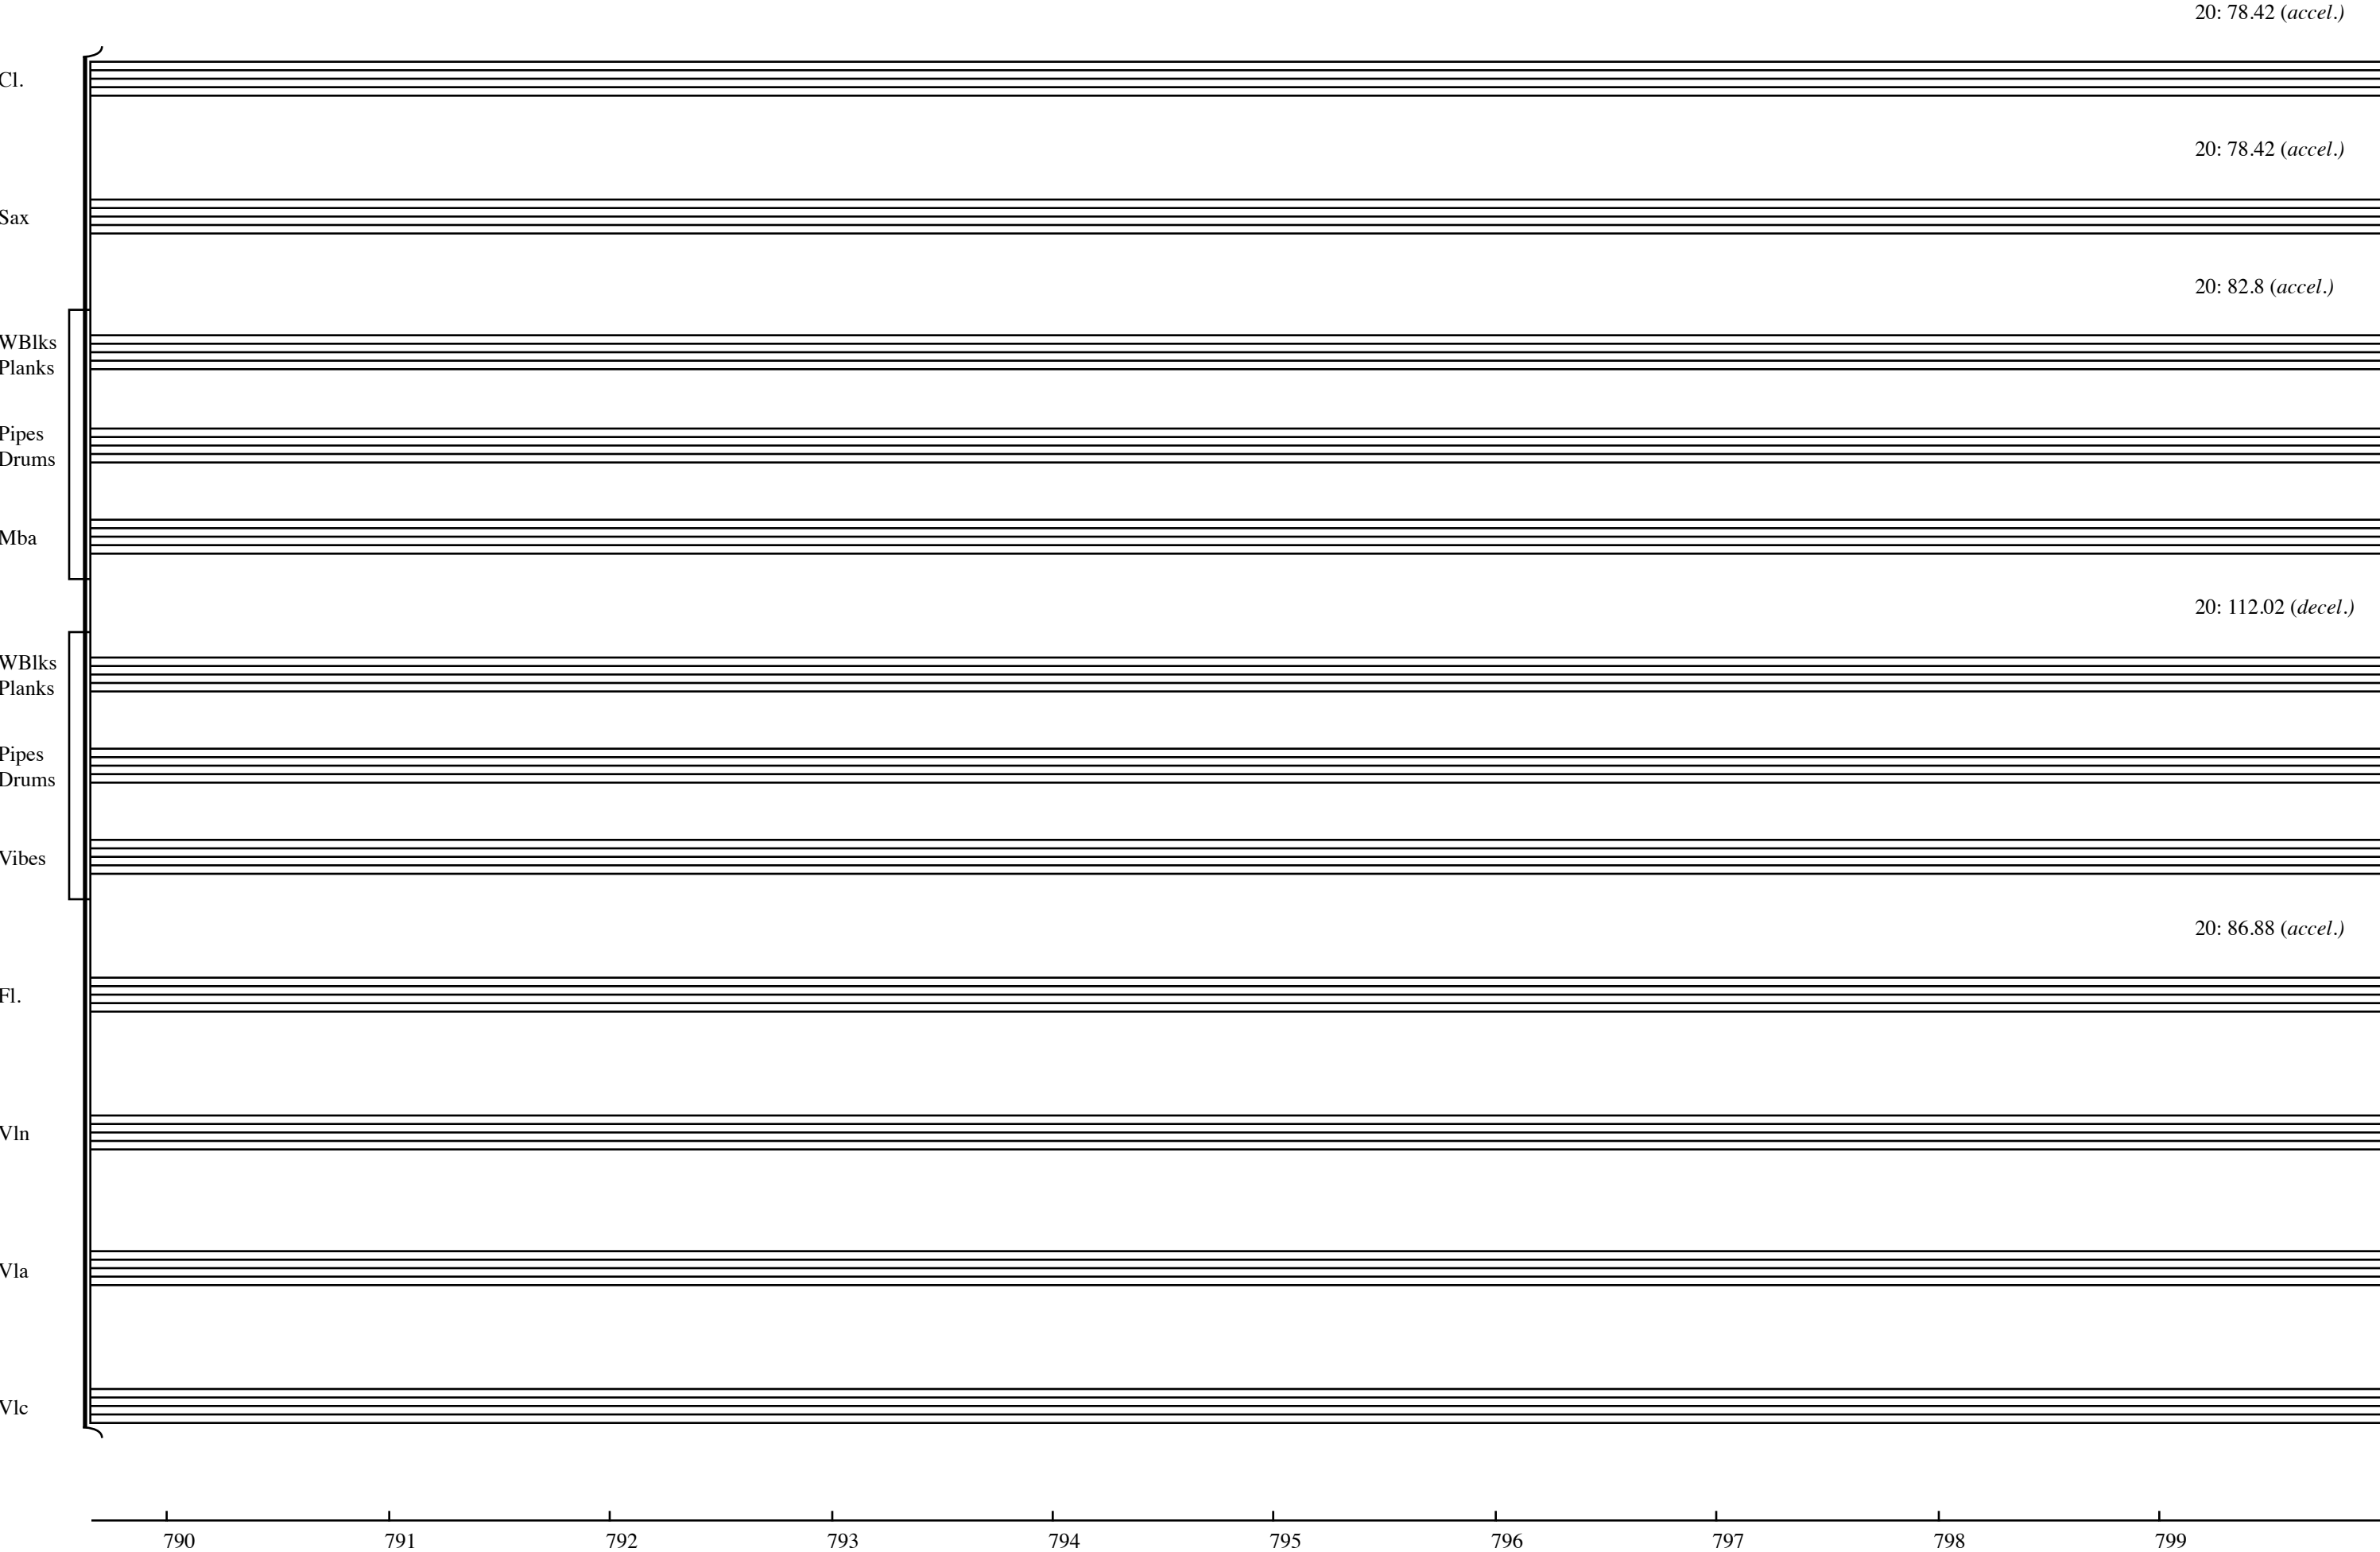 20: 78.42 (accel.)
Cl.
20: 78.42 (accel.)
Sax
20: 82.8 (accel.)
WBlks
Planks
Pipes
Drums
Mba
20: 112.02 (decel.)
WBlks
Planks
Pipes
Drums
Vibes
20: 86.88 (accel.)
Fl.
Vln
Vla
Vlc
790 791 792 793 794 795 796 797 798 799